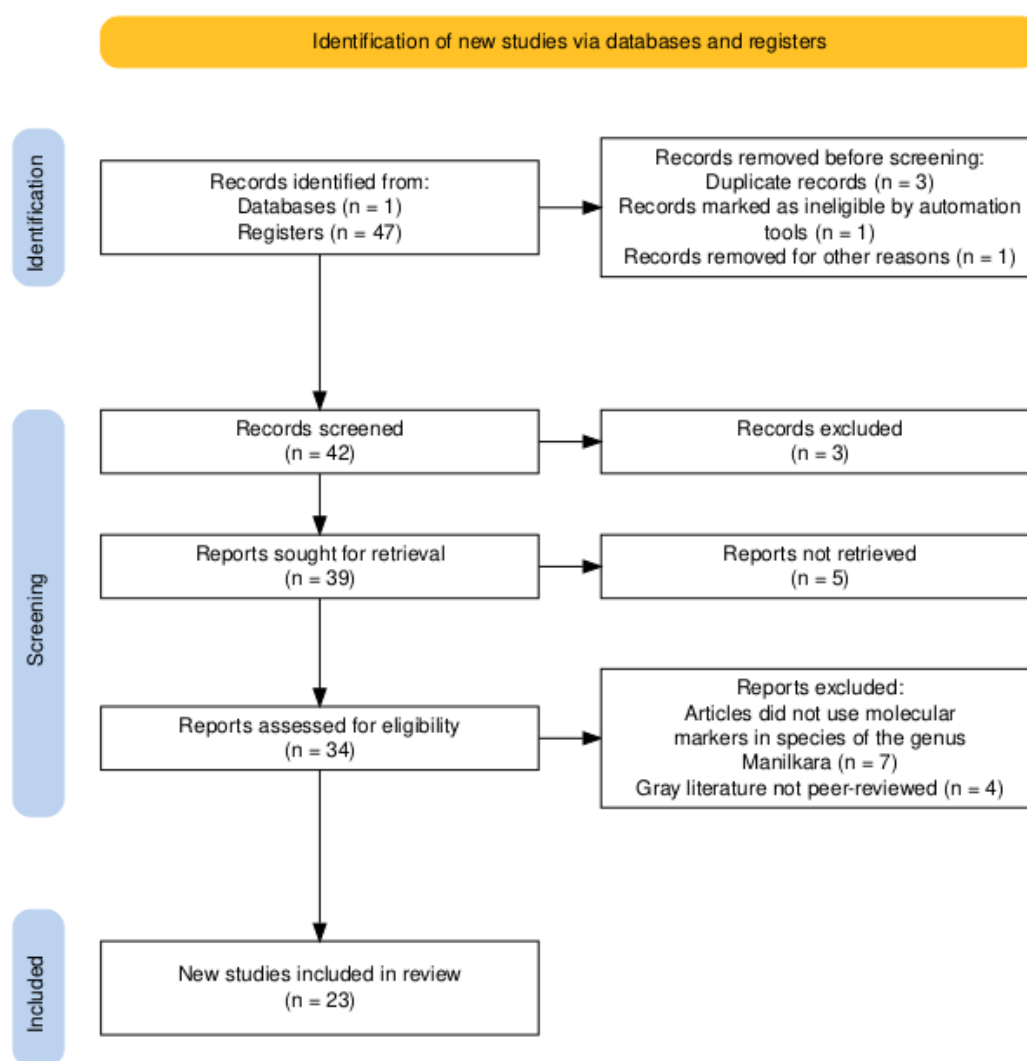 Identification of new studies via databases and registers
Identification
Records identified from:
Databases (n = 1)
Registers (n = 47)
Records removed before screening:
Duplicate records (n = 3)
Records marked as ineligible by automation
tools (n = 1)
Records removed for other reasons (n = 1)
Screening
Records screened
(n = 42)
Records excluded
(n = 3)
Reports sought for retrieval
(n = 39)
Reports not retrieved
(n = 5)
Reports assessed for eligibility
(n = 34)
Reports excluded:
Articles did not use molecular
markers in species of the genus
Manilkara (n = 7)
Gray literature not peer-reviewed (n = 4)
Included
New studies included in review
(n = 23)